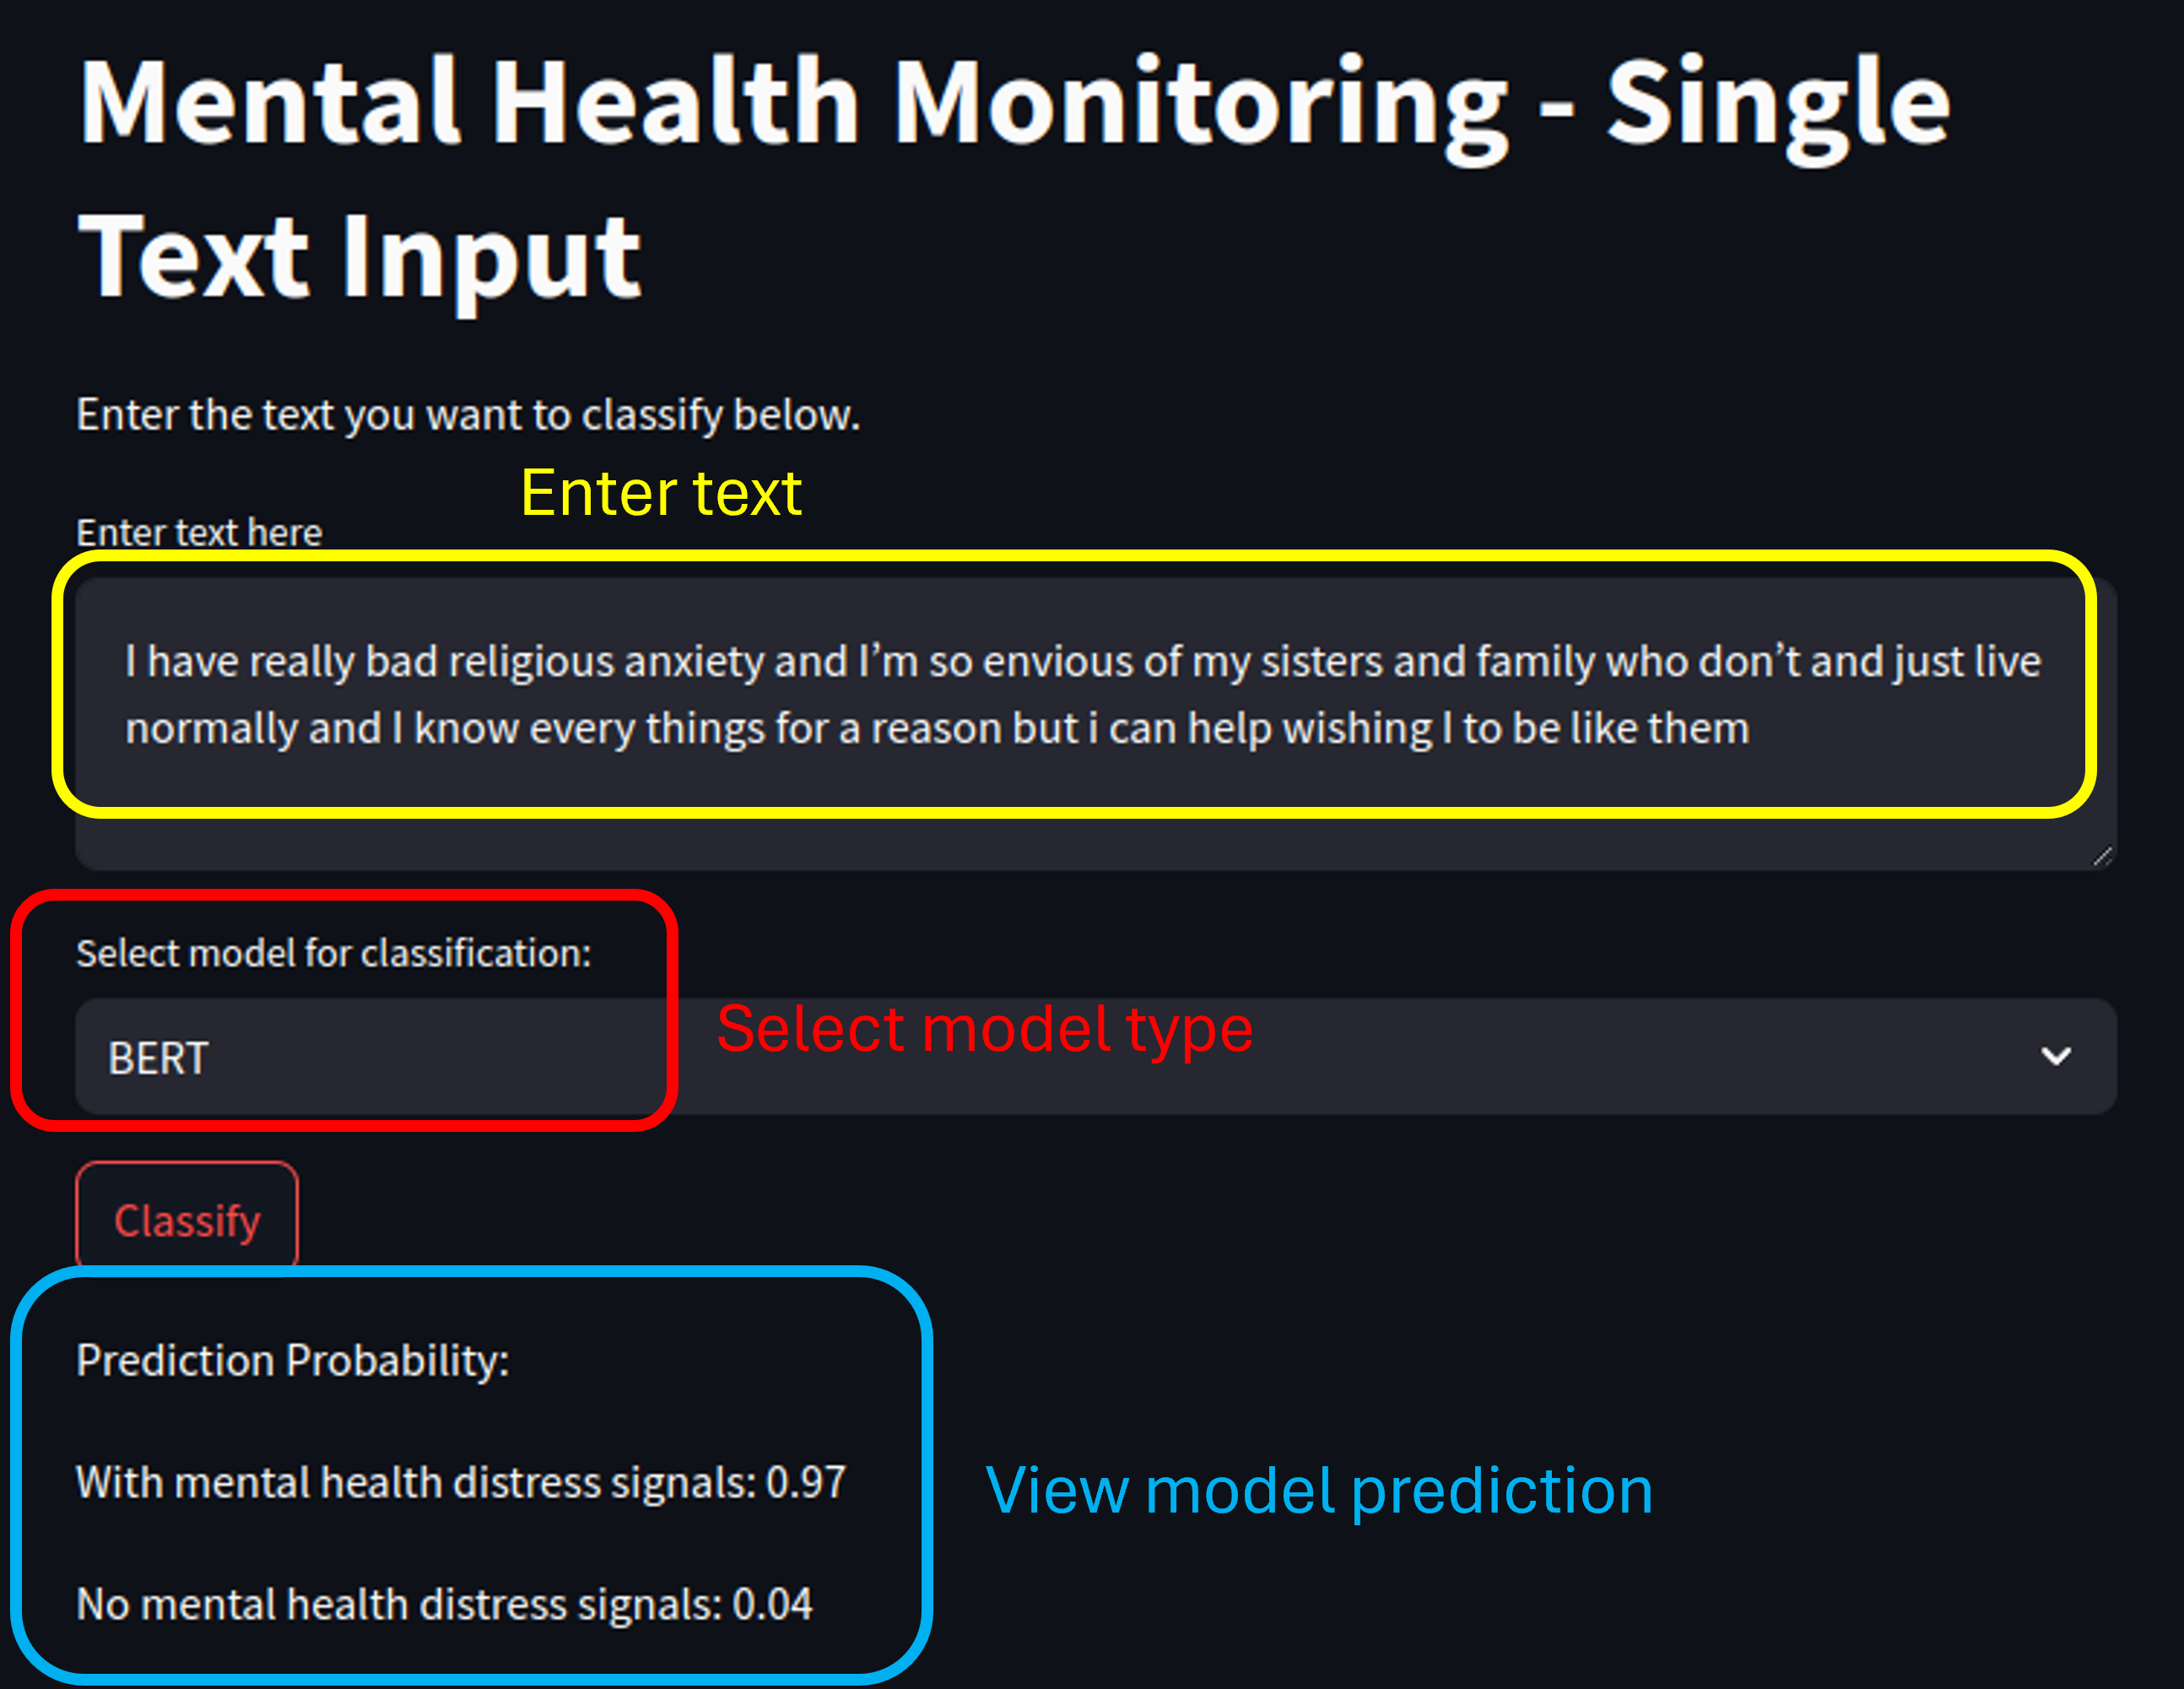 Mental Health Monitoring - Single
Text Input
Enter the text you want to classify below.
Enter text
Enter text here
I have really bad religious anxiety and I’m so envious of my sisters and family who don’t and just live
normally and I know every things for a reason but i can help wishing I to be like them
Select model for classification:
Select model type
BERT
Classify
Prediction Probability:
With mental health distress signals: 0.97
View model prediction
No mental health distress signals: 0.04